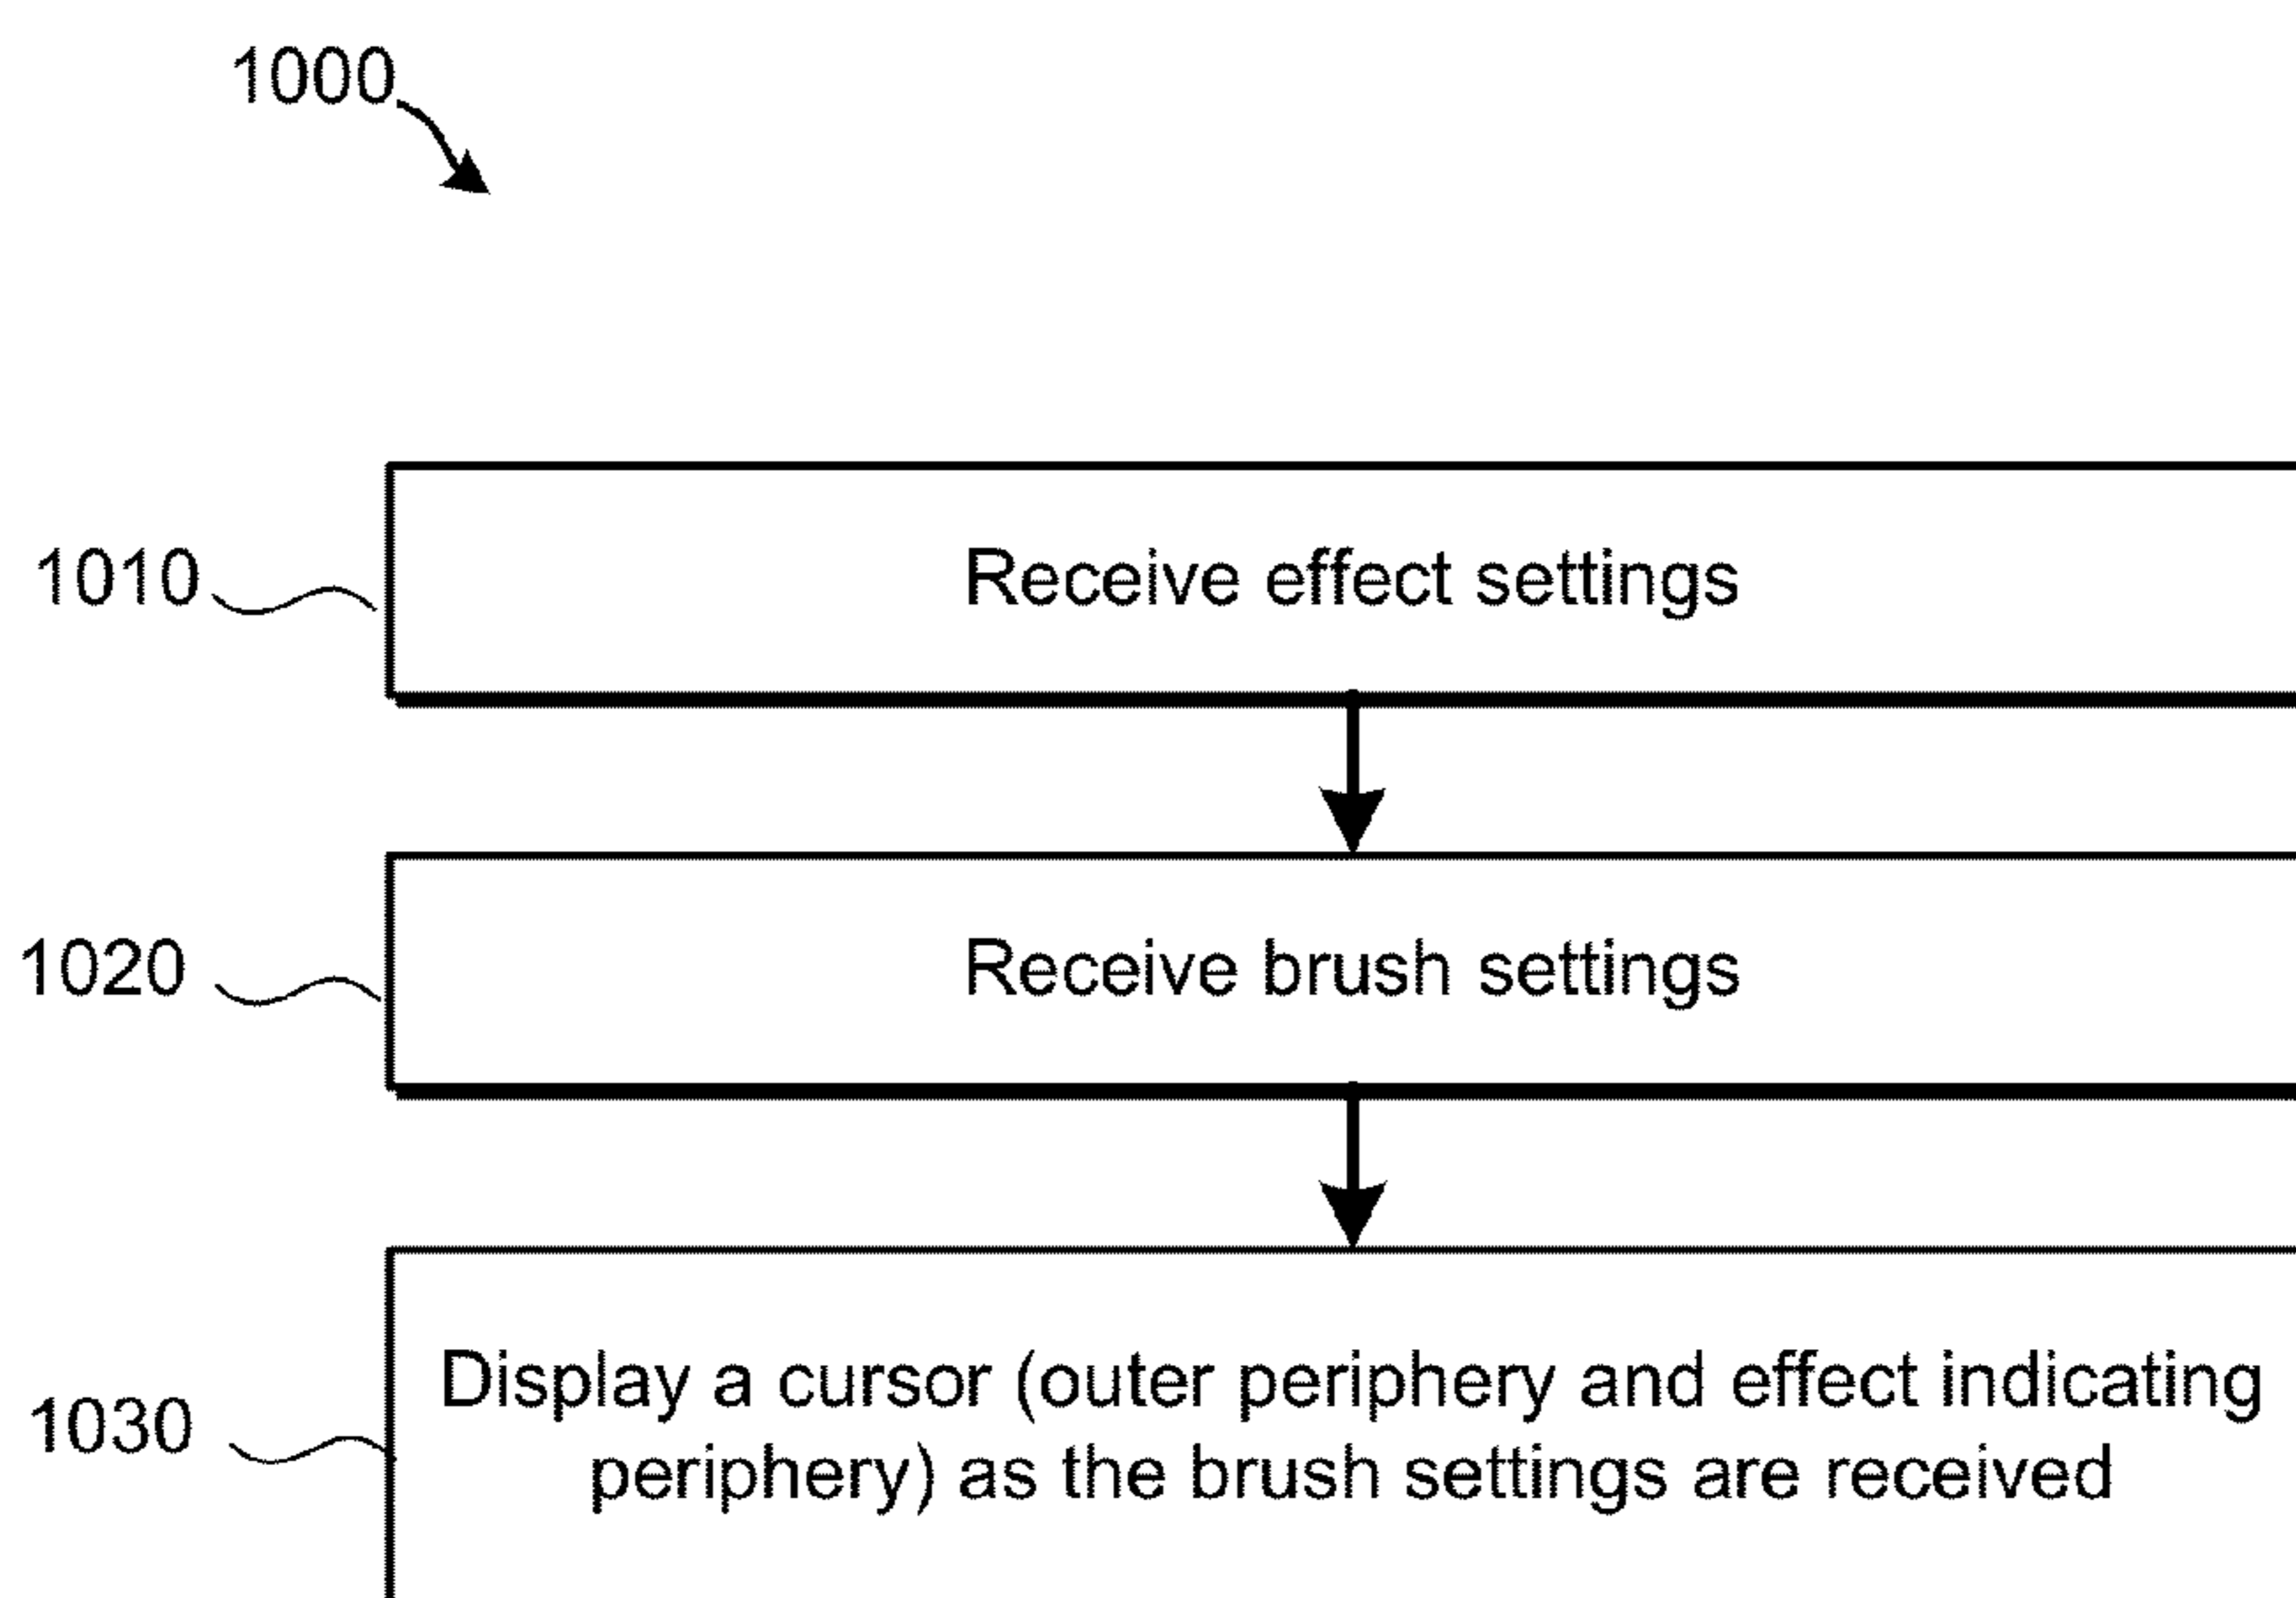 1000
1010
Receive effect settings
1020
Receive brush settings
1030
Display a cursor (outer periphery and effect indicating
periphery) as the brush settings are received